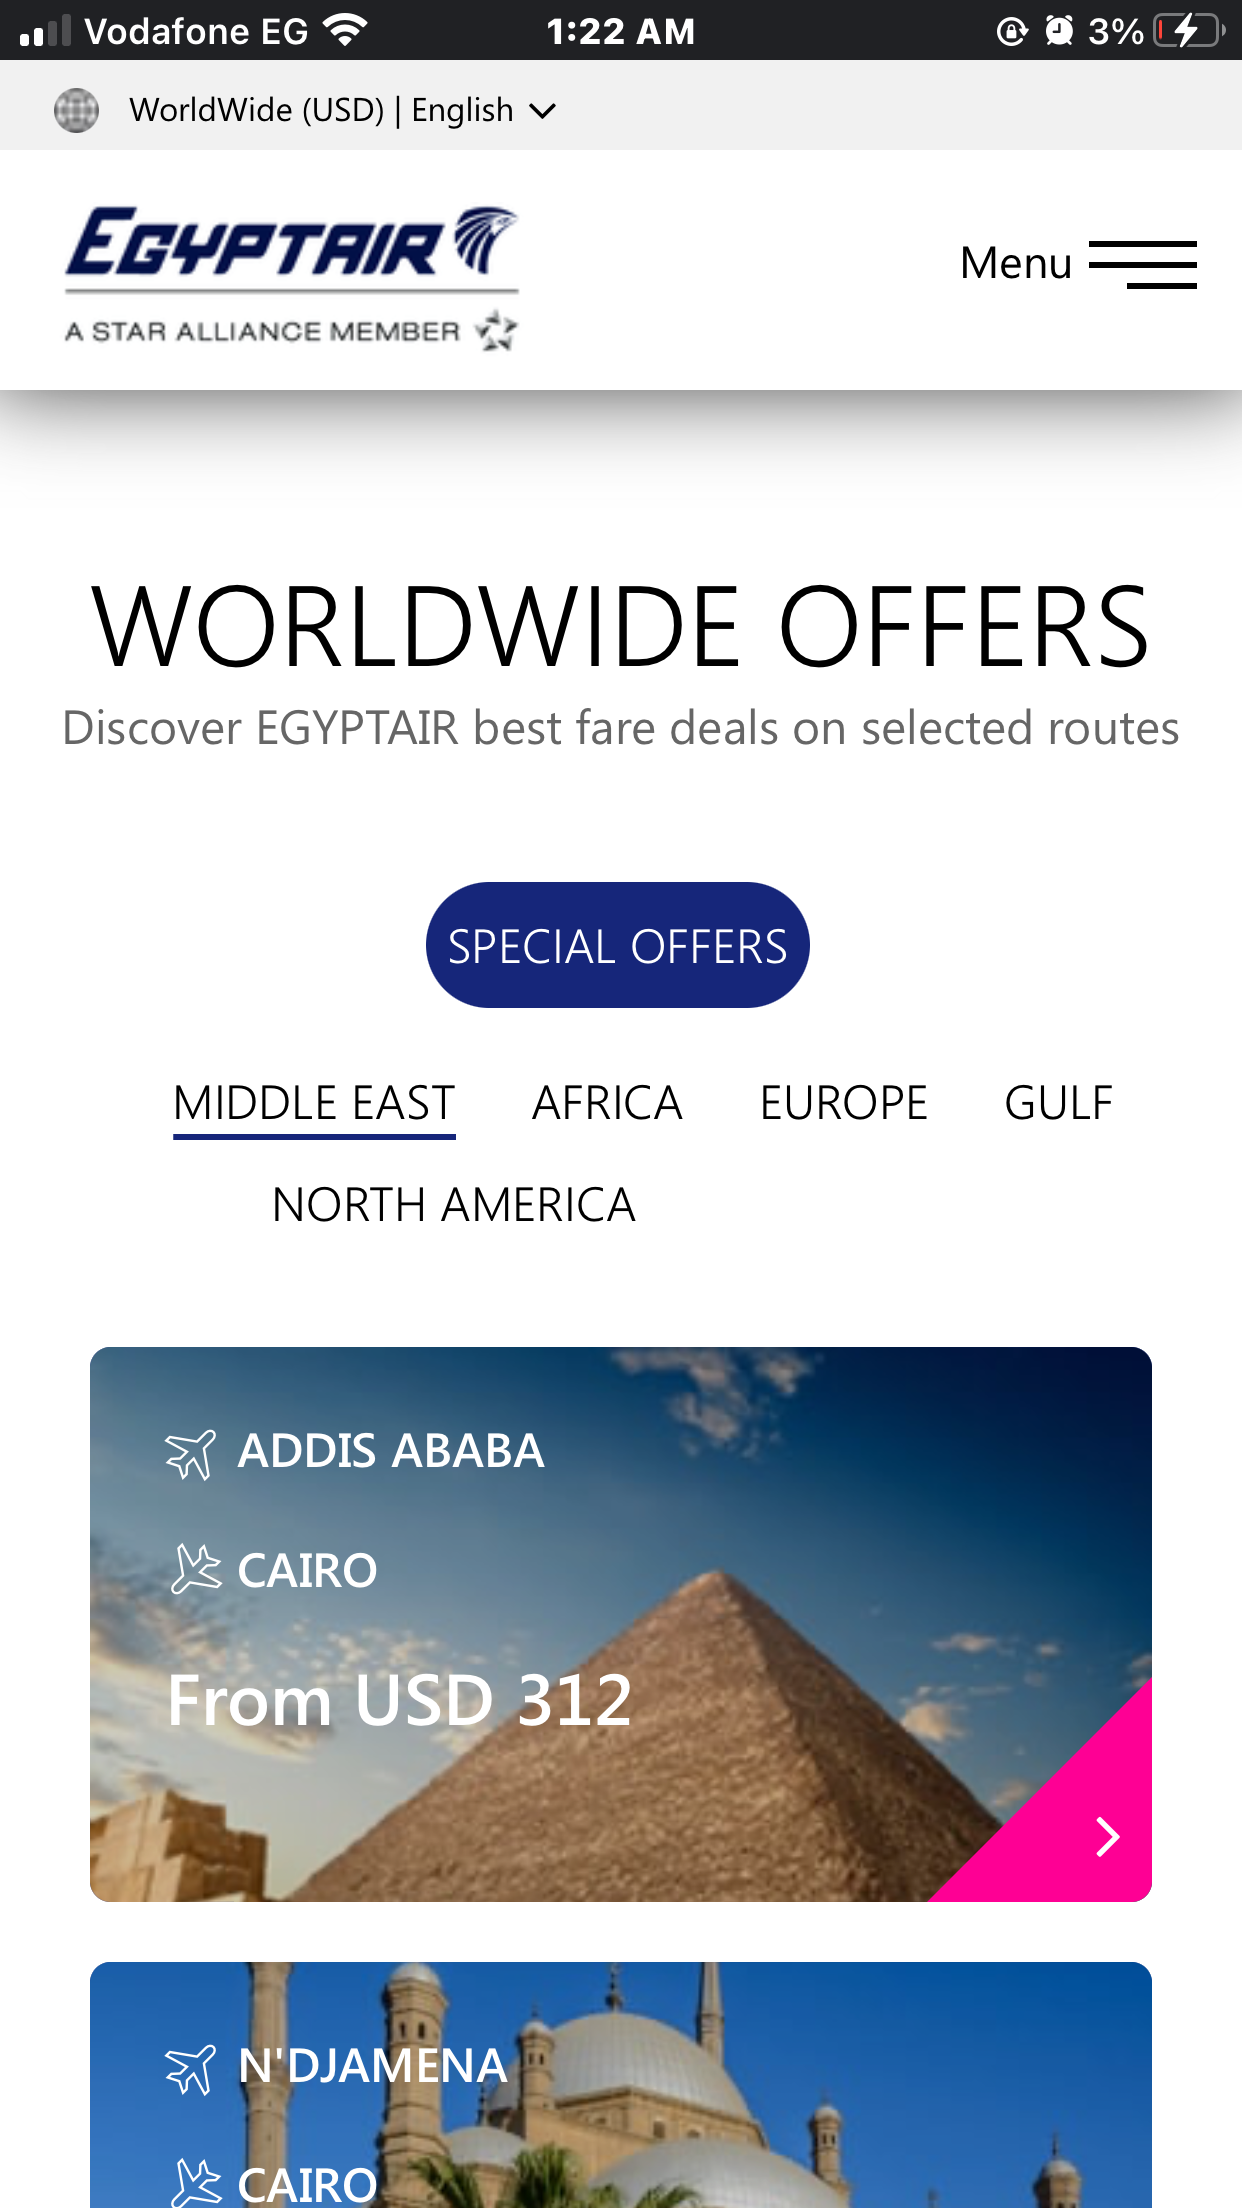 Vodafone EG 1:22 AM 3%
WorldWide (USD) | English
EGYPTAIR
A STAR ALLIANCE MEMBER
Menu
WORLDWIDE OFFERS
Discover EGYPTAIR best fare deals on selected routes
SPECIAL OFFERS
MIDDLE EAST AFRICA EUROPE GULF
NORTH AMERICA
ADDIS ABABA
CAIRO
From USD 312
N'DJAMENA
CAIRO